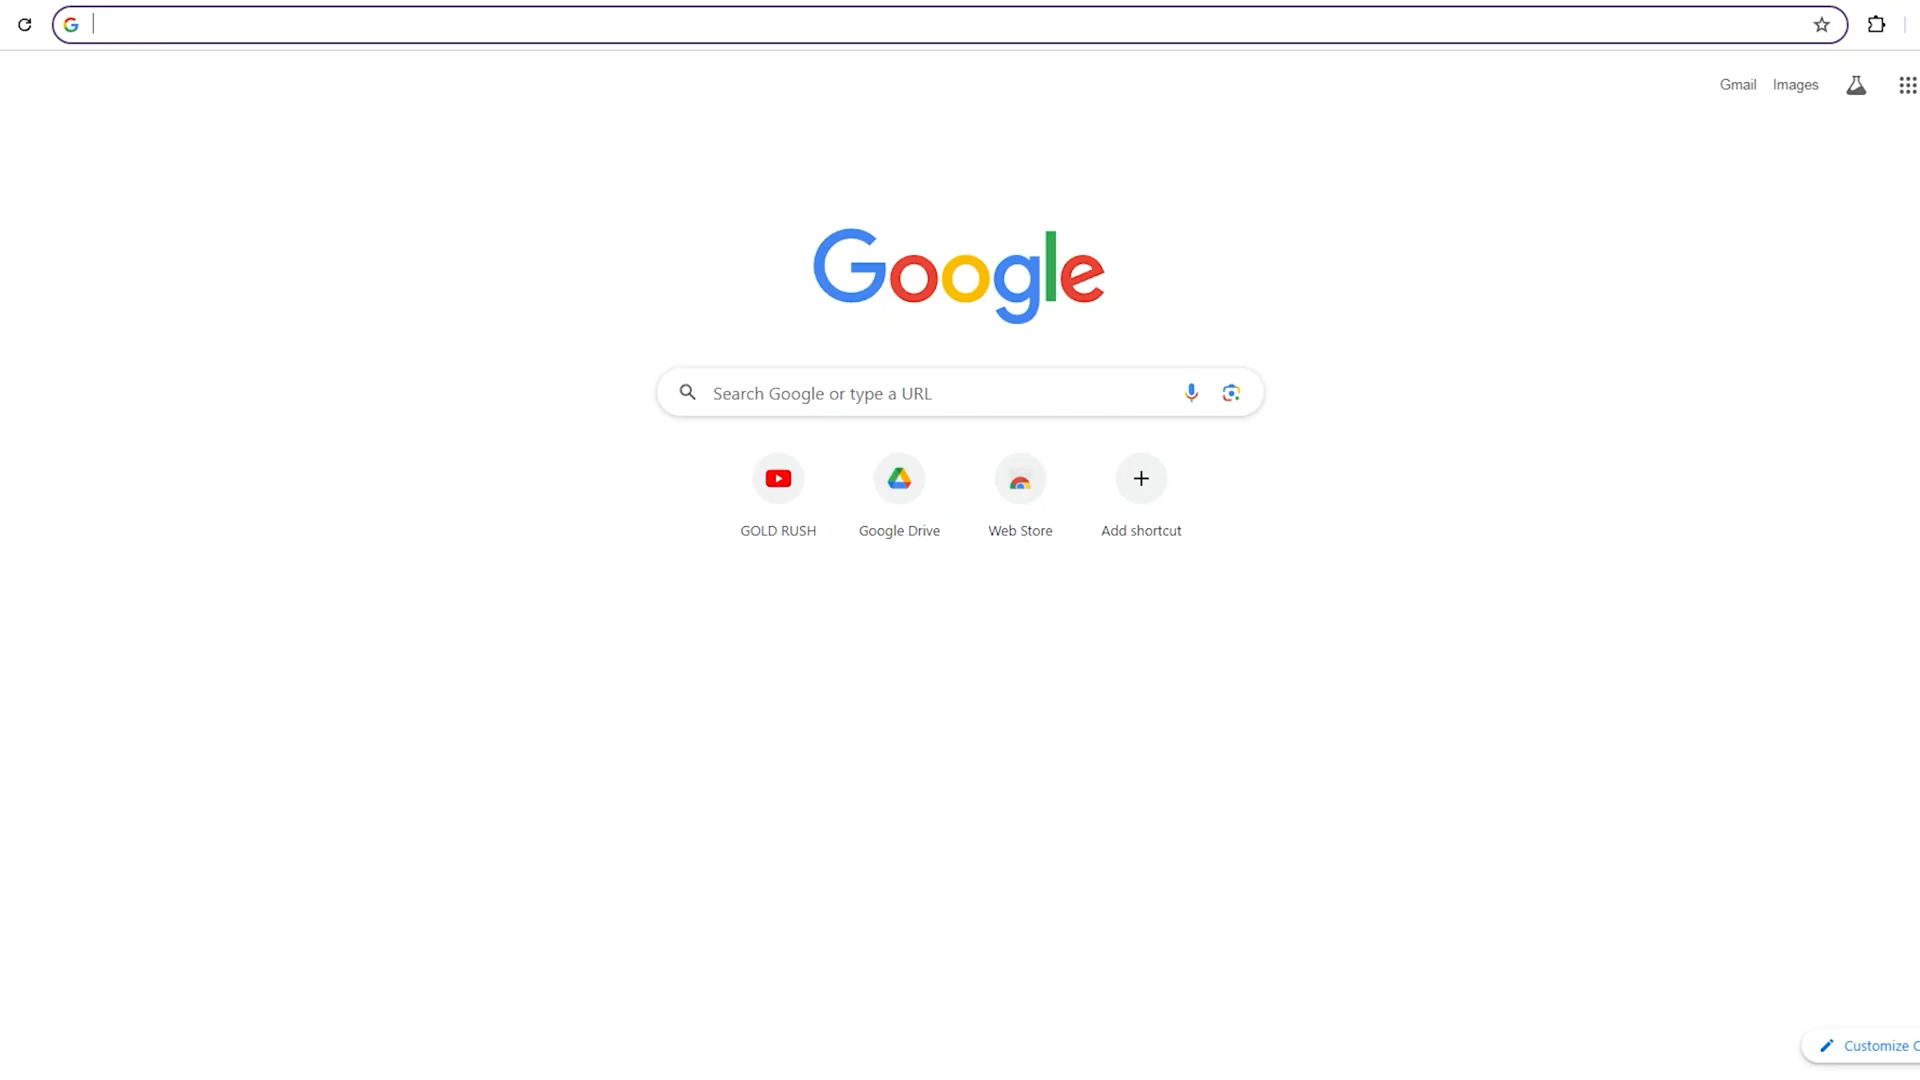 Gmail Images
Google
Search Google or type a URL
GOLD RUSH
Google Drive
Web Store
Add shortcut
Customize C